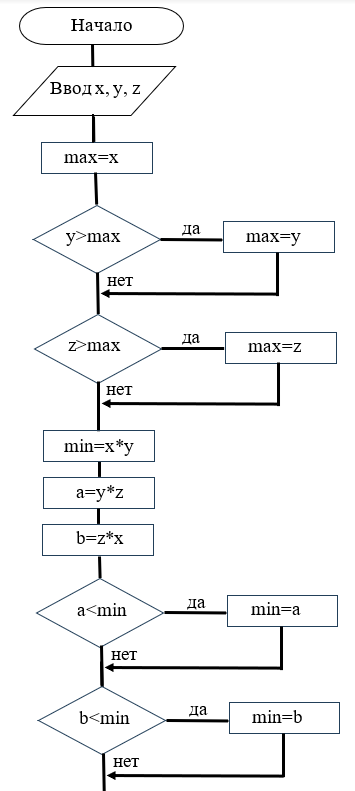 Начало
Ввод x, y, z
max=x
y>max
да
max=y
нет
z>max
да
max=z
нет
min=x*y
a=y*z
b=z*x
a<min
да
min=a
нет
b<min
да
min=b
нет